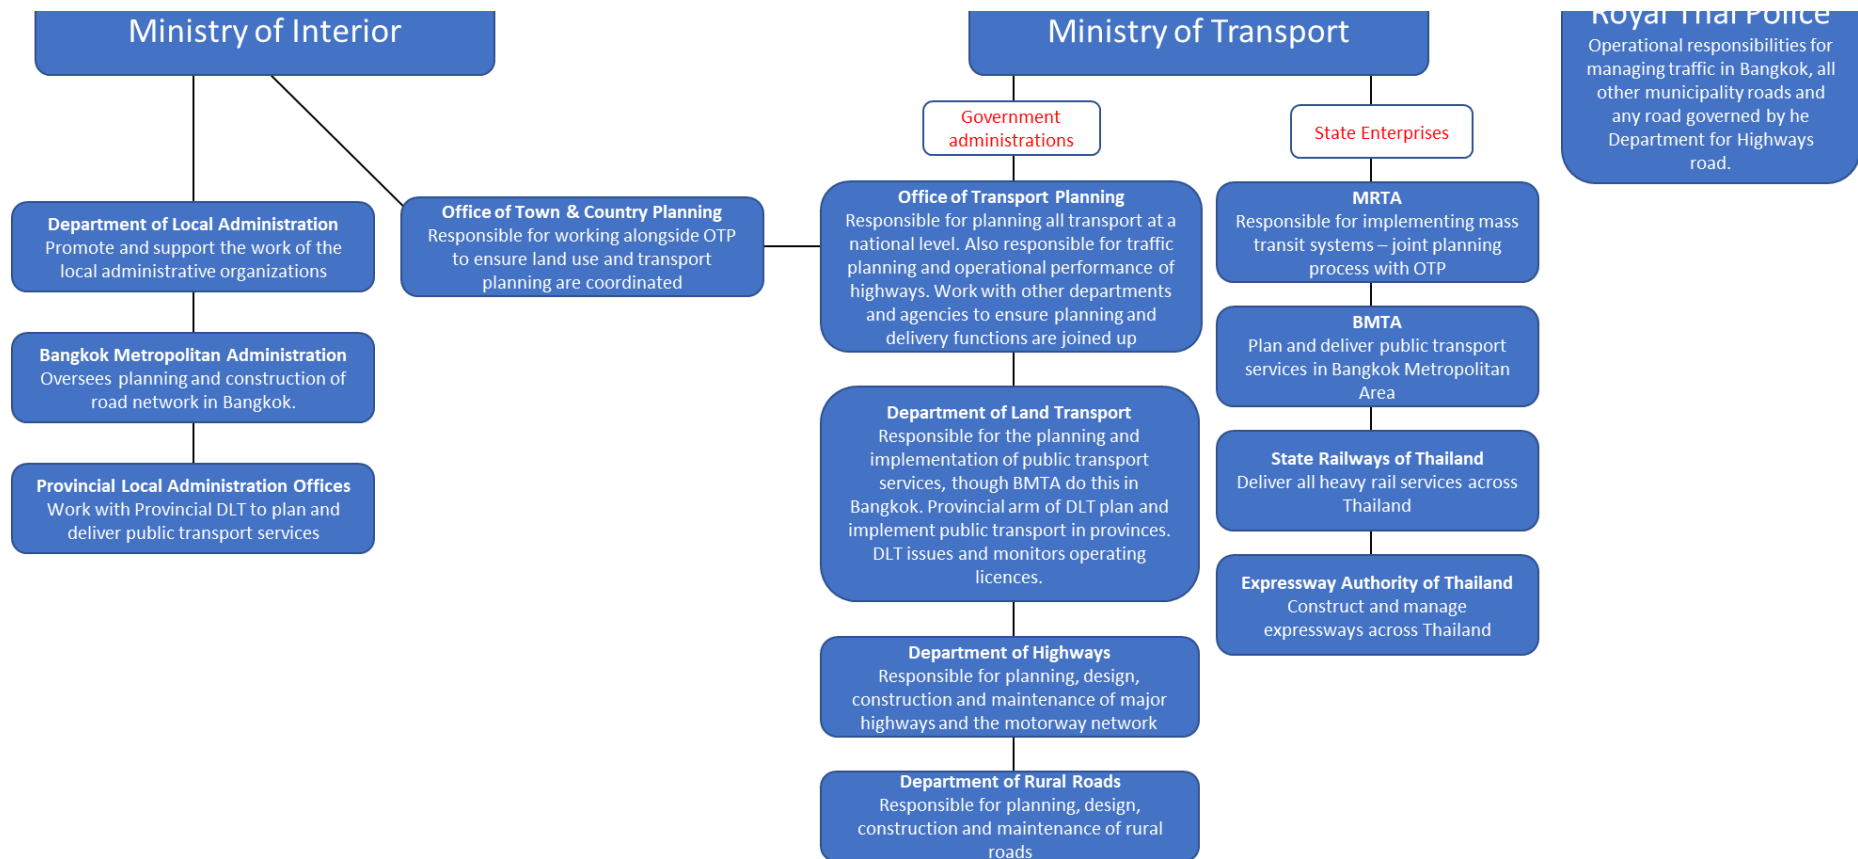 Ministry of Interior
Department of Local Administration
Promote and support the work of the
local administrative organizations
Bangkok Metropolitan Administration
Oversees planning and construction of
road network in Bangkok.
Provincial Local Administration Offices
Work with Provincial DLT to plan and
deliver public transport services
Office of Town & Country Planning
Responsible for working alongside OTP
to ensure land use and transport
planning are coordinated
Ministry of Transport
Government
administrations
Office of Transport Planning
Responsible for planning all transport at a
national level. Also responsible for traffic
planning and operational performance of
highways. Work with other departments
and agencies to ensure planning and
delivery functions are joined up
Department of Land Transport
Responsible for the planning and
implementation of public transport
services, though BMTA do this in
Bangkok. Provincial arm of DLT plan and
implement public transport in provinces.
DLT issues and monitors operating
licences.
Department of Highways
Responsible for planning, design,
construction and maintenance of major
highways and the motorway network
Department of Rural Roads
Responsible for planning, design,
construction and maintenance of rural
roads
State Enterprises
MRTA
Responsible for implementing mass
transit systems – joint planning
process with OTP
BMTA
Plan and deliver public transport
services in Bangkok Metropolitan
Area
State Railways of Thailand
Deliver all heavy rail services across
Thailand
Expressway Authority of Thailand
Construct and manage
expressways across Thailand
Royal Thai Police
Operational responsibilities for
managing traffic in Bangkok, all
other municipality roads and
any road governed by he
Department for Highways
road.